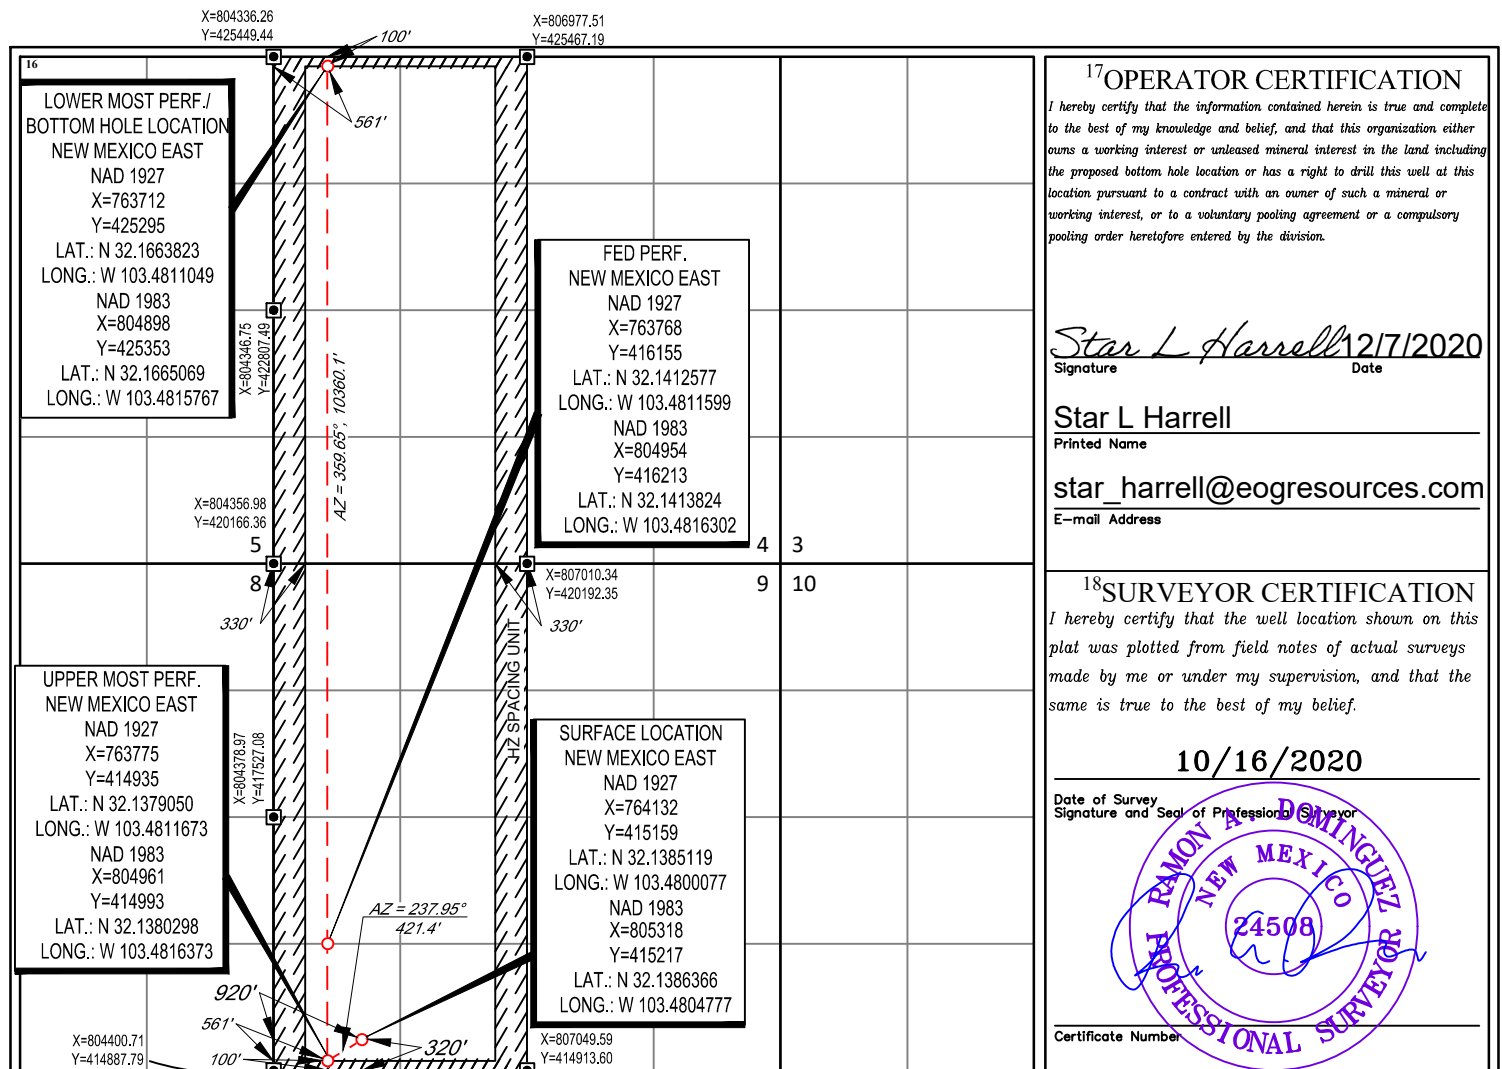 X=804336.26
Y=425449.44
X=806977.51
Y=425467.19
100'
16
561'
LOWER MOST PERF./
BOTTOM HOLE LOCATION
NEW MEXICO EAST
NAD 1927
X=763712
Y=425295
LAT.: N 32.1663823
LONG.: W 103.4811049
NAD 1983
X=804898
Y=425353
LAT.: N 32.1665069
LONG.: W 103.4815767
X=804346.75
Y=422807.49
AZ = 359.65°, 10360.1'
FED PERF.
NEW MEXICO EAST
NAD 1927
X=763768
Y=416155
LAT.: N 32.1412577
LONG.: W 103.4811599
NAD 1983
X=804954
Y=416213
LAT.: N 32.1413824
LONG.: W 103.4816302
X=804356.98
Y=420166.36
5
4
3
8
9
10
X=807010.34
Y=420192.35
330'
330'
HZ SPACING UNIT
UPPER MOST PERF.
NEW MEXICO EAST
NAD 1927
X=763775
Y=414935
LAT.: N 32.1379050
LONG.: W 103.4811673
NAD 1983
X=804961
Y=414993
LAT.: N 32.1380298
LONG.: W 103.4816373
X=804378.97
Y=417527.08
SURFACE LOCATION
NEW MEXICO EAST
NAD 1927
X=764132
Y=415159
LAT.: N 32.1385119
LONG.: W 103.4800077
NAD 1983
X=805318
Y=415217
LAT.: N 32.1386366
LONG.: W 103.4804777
AZ = 237.95°
421.4'
920'
561'
100'
320'
X=804400.71
Y=414887.79
X=807049.59
Y=414913.60
17 OPERATOR CERTIFICATION
I hereby certify that the information contained herein is true and complete
to the best of my knowledge and belief, and that this organization either
owns a working interest or unleased mineral interest in the land including
the proposed bottom hole location or has a right to drill this well at this
location pursuant to a contract with an owner of such a mineral or
working interest, or to a voluntary pooling agreement or a compulsory
pooling order heretofore entered by the division.
Star L Harrell 12/7/2020
Signature Date
Star L Harrell
Printed Name
star_harrell@eogresources.com
E-mail Address
18 SURVEYOR CERTIFICATION
I hereby certify that the well location shown on this
plat was plotted from field notes of actual surveys
made by me or under my supervision, and that the
same is true to the best of my belief.
10/16/2020
Date of Survey
Signature and Seal of Professional Surveyor
RAMON A. DOMINGUEZ
NEW MEXICO
24508
PROFESSIONAL SURVEYOR
Certificate Number